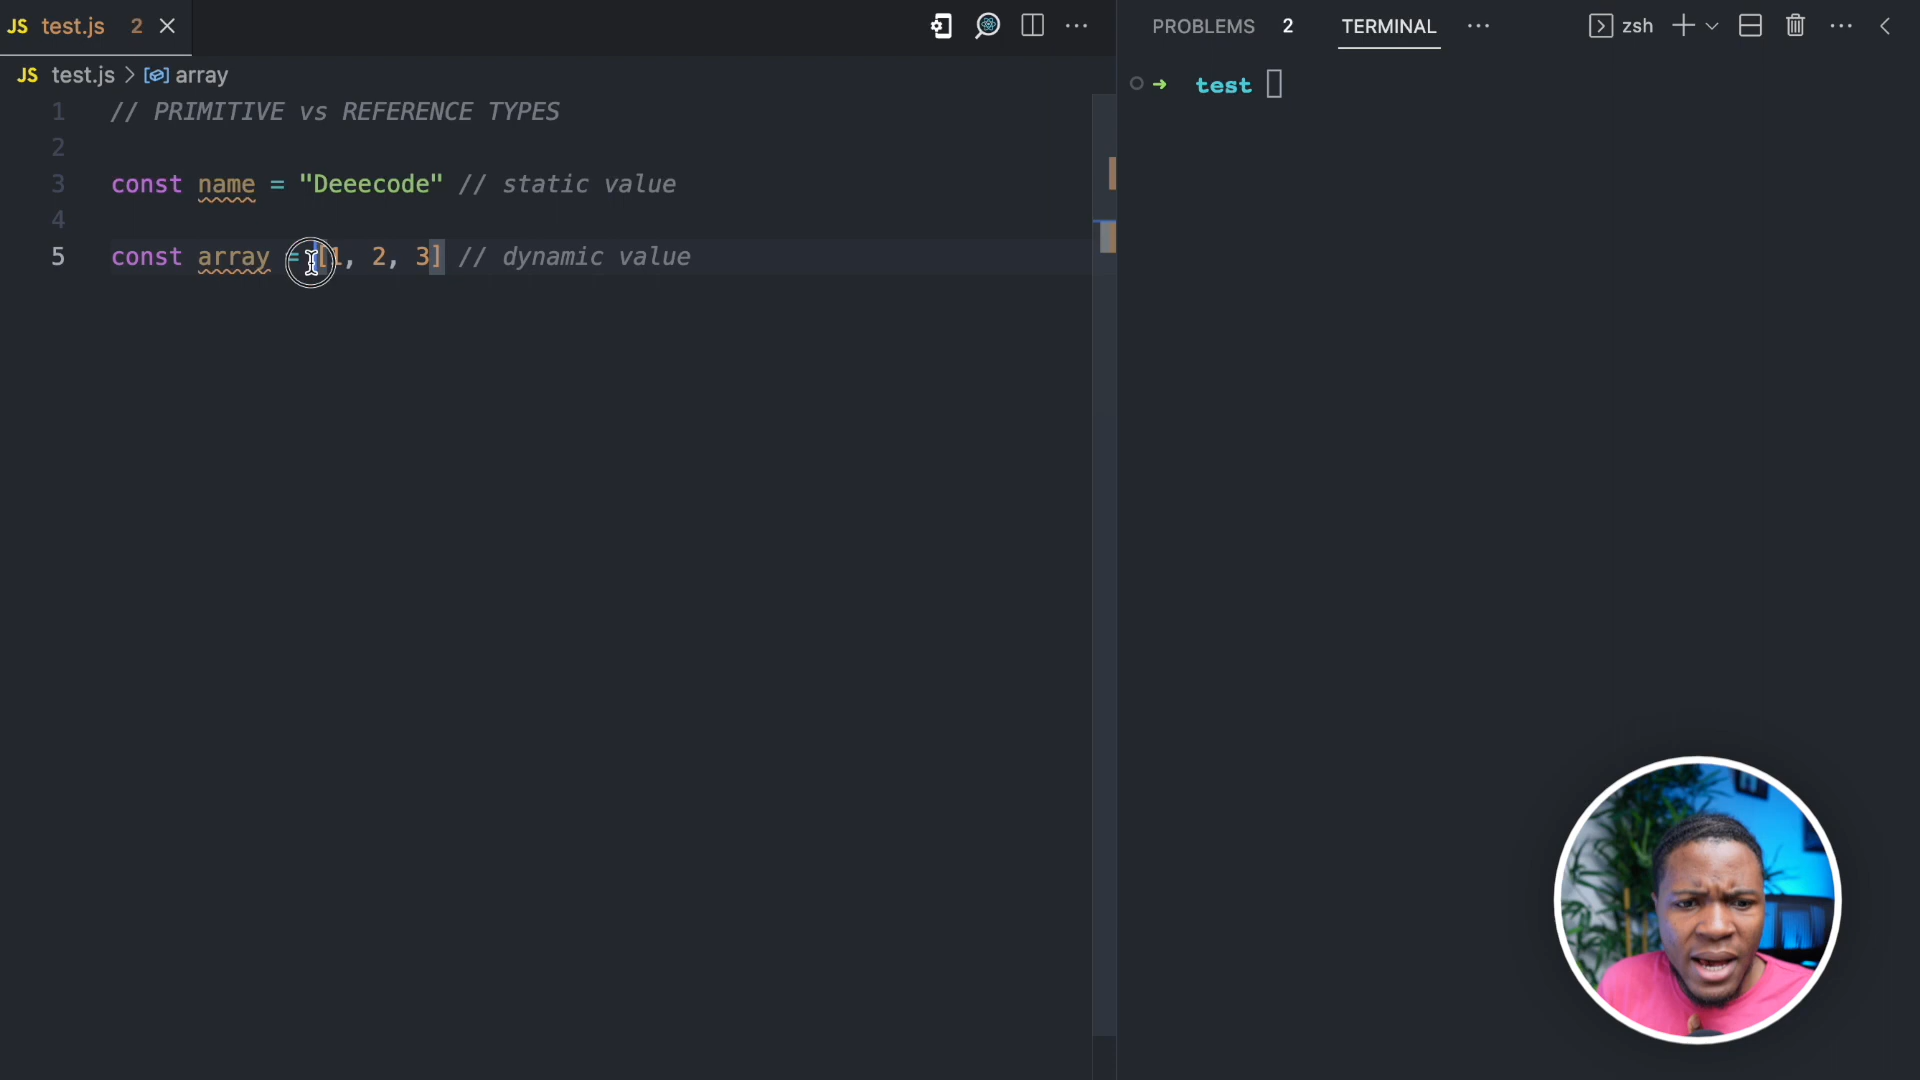 JS test.js 2
PROBLEMS 2 TERMINAL zsh
JS test.js > array
test
1 // PRIMITIVE vs REFERENCE TYPES
2
3 const name = "Deeecode" // static value
4
5 const array = [1, 2, 3] // dynamic value